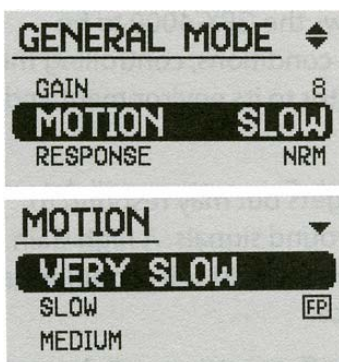 GENERAL MODE
GAIN 8
MOTION SLOW
RESPONSE NRM
MOTION
VERY SLOW
SLOW FP
MEDIUM